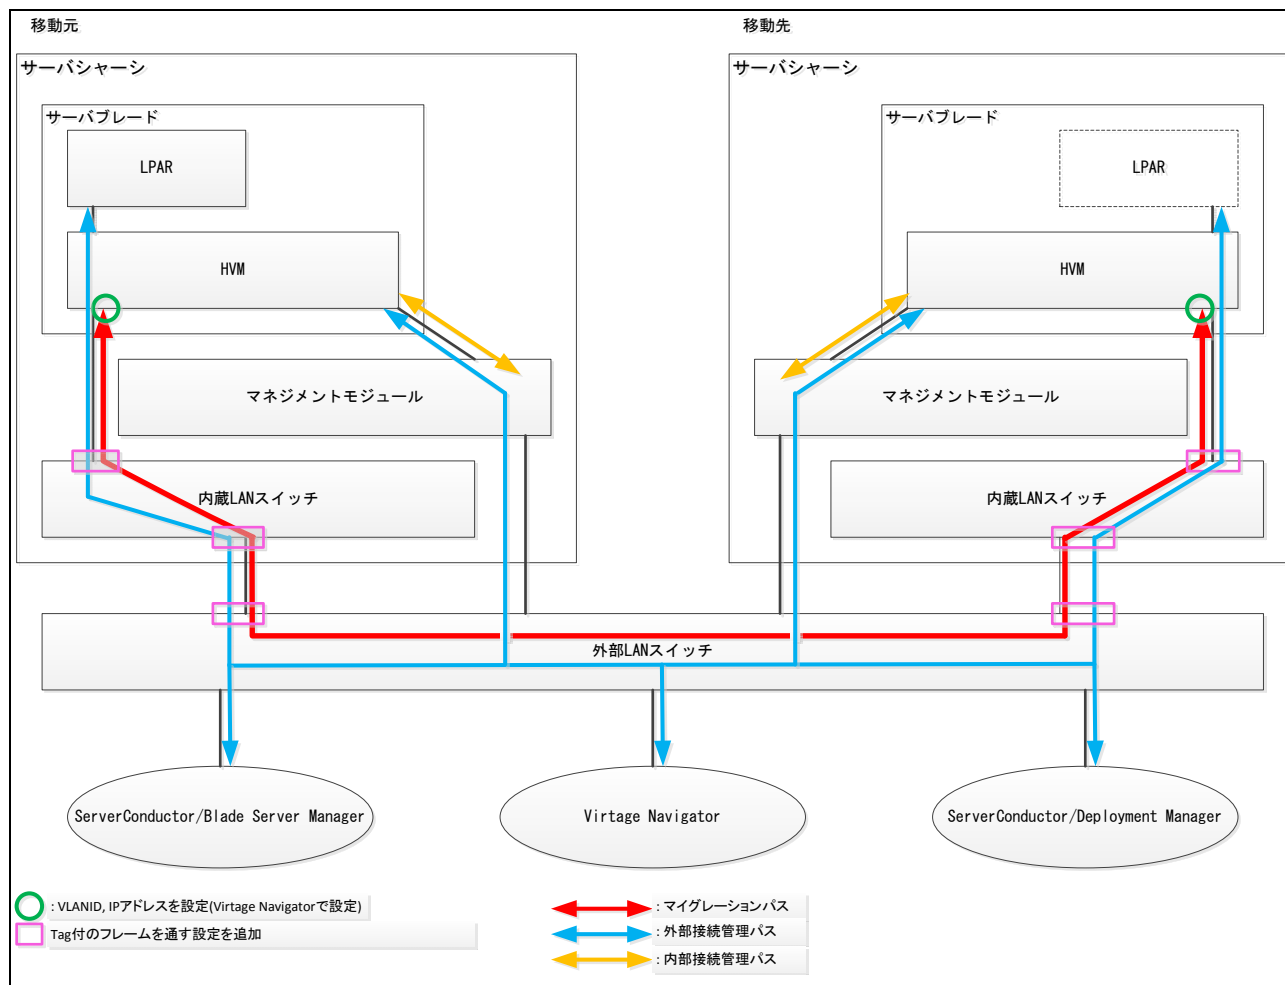 移動元
移動先
サーバシャーシ
サーバシャーシ
サーバブレード
サーバブレード
LPAR
LPAR
HVM
HVM
マネジメントモジュール
マネジメントモジュール
内蔵LANスイッチ
内蔵LANスイッチ
外部LANスイッチ
ServerConductor/Blade Server Manager
Virtage Navigator
ServerConductor/Deployment Manager
: VLANID, IPアドレスを設定(Virtage Navigatorで設定)
Tag付のフレームを通す設定を追加
: マイグレーションパス
: 外部接続管理パス
: 内部接続管理パス